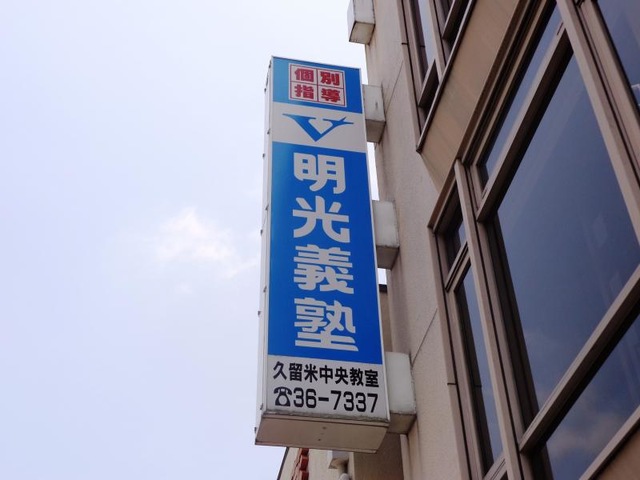 個別
指導
明光義塾
久留米中央教室
☎36-7337